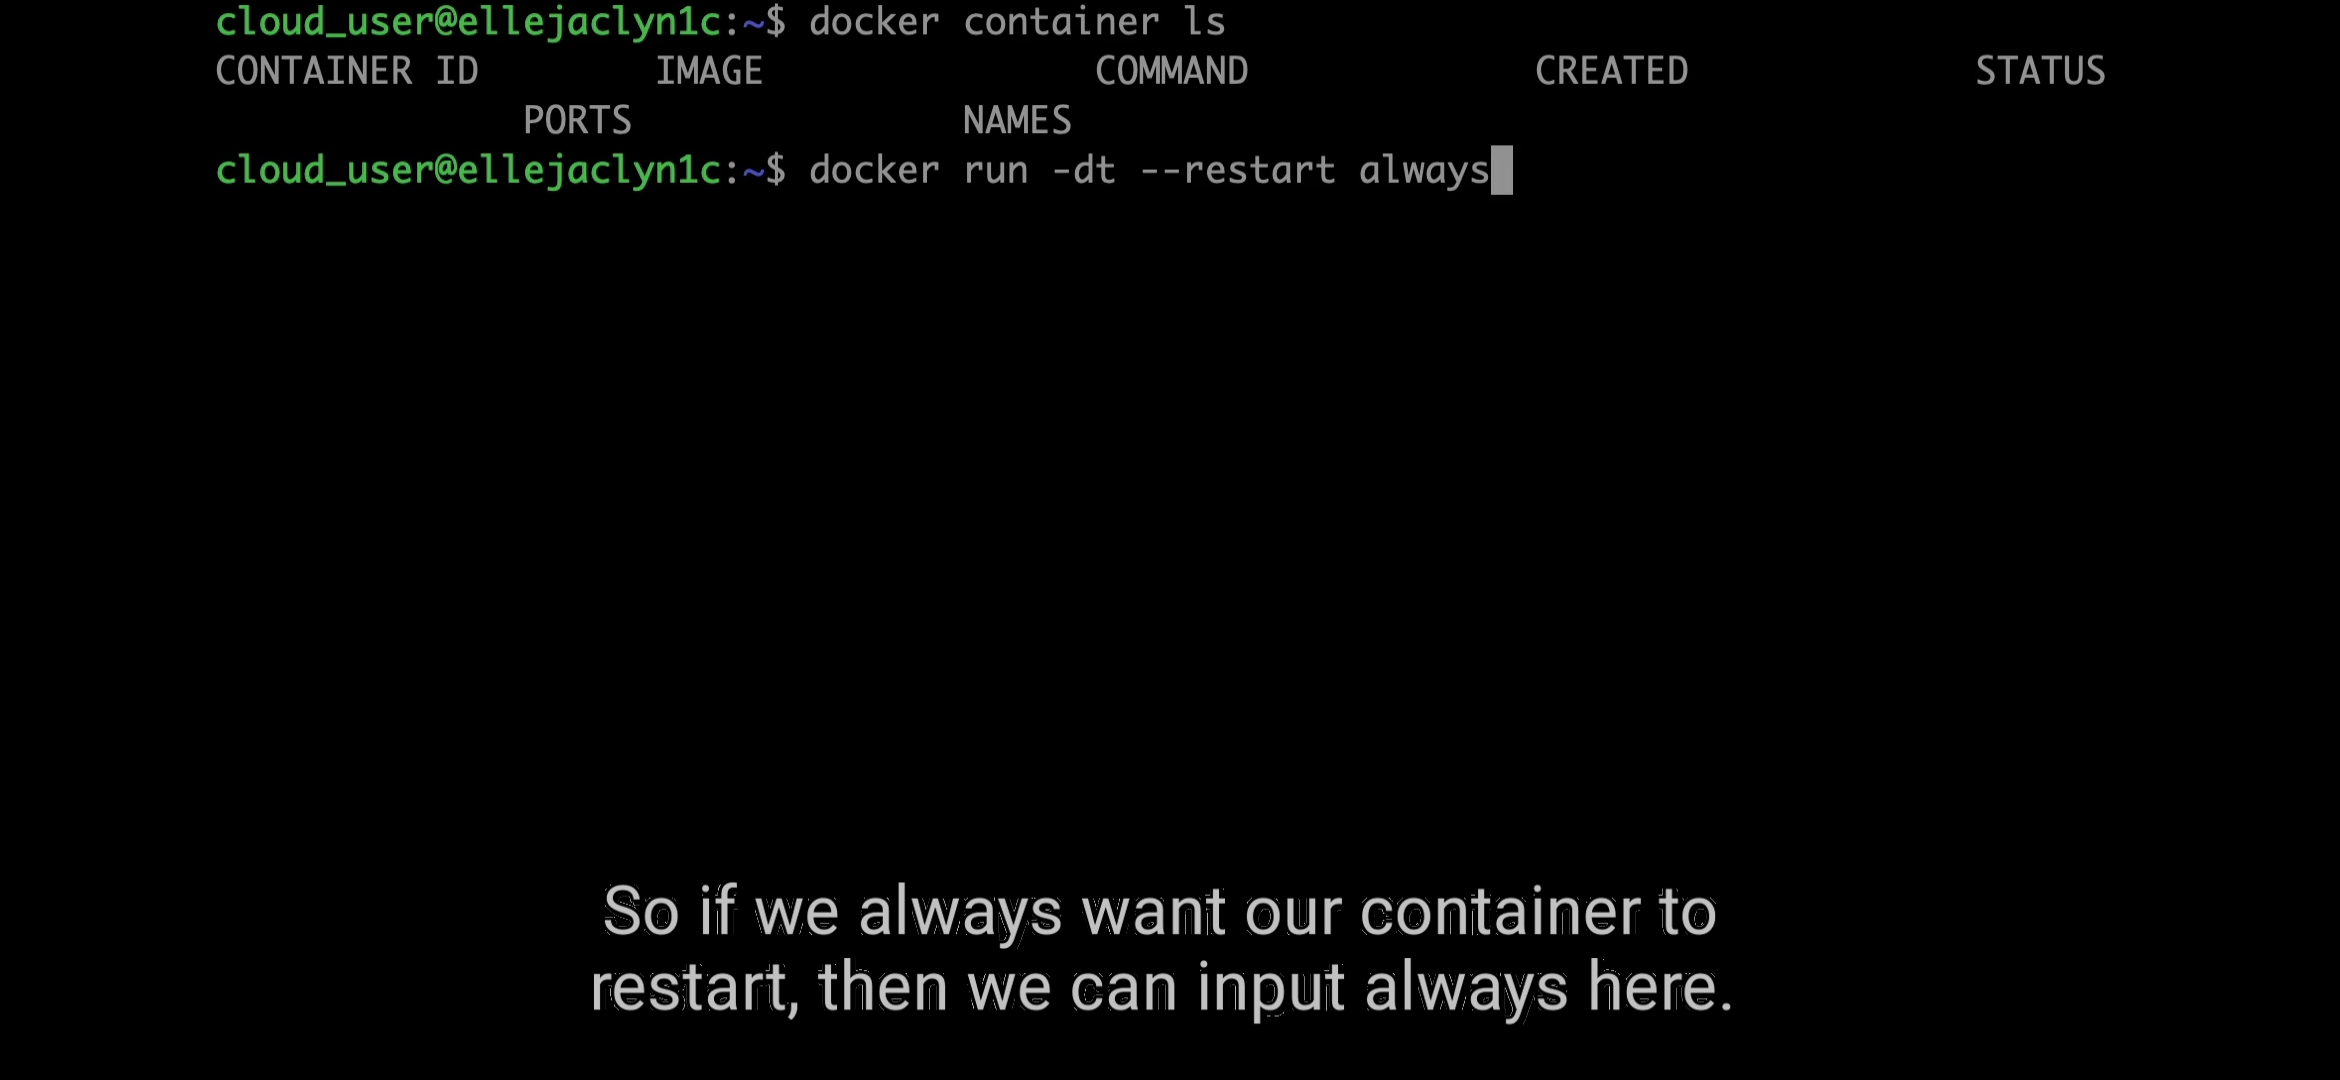 cloud_user@ellejaclyn1c:~$ docker container ls
CONTAINER ID IMAGE COMMAND CREATED STATUS
PORTS NAMES
cloud_user@ellejaclyn1c:~$ docker run -dt --restart always
So if we always want our container to
restart, then we can input always here.